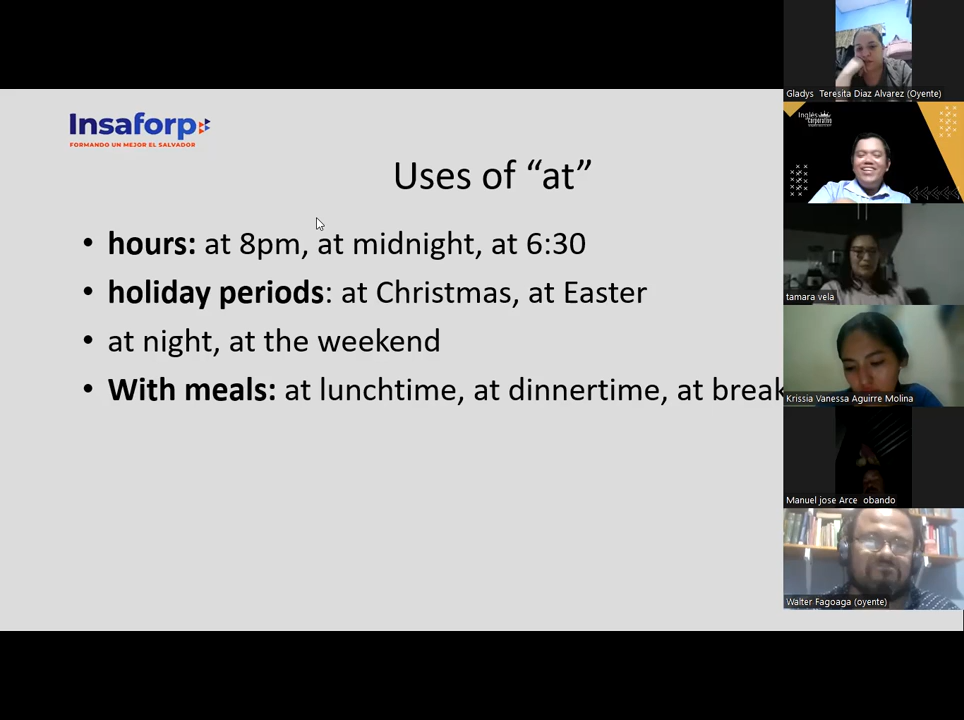 Insaforp
FORMANDO UN MEJOR EL SALVADOR
Uses of “at”
• hours: at 8pm, at midnight, at 6:30
• holiday periods: at Christmas, at Easter
• at night, at the weekend
• With meals: at lunchtime, at dinnertime, at break
Gladys Teresita Diaz Alvarez (Oyente)
Inglés
corporativo
tamara vela
Krissia Vanessa Aguirre Molina
Manuel jose Arce obando
Walter Fagoaga (oyente)